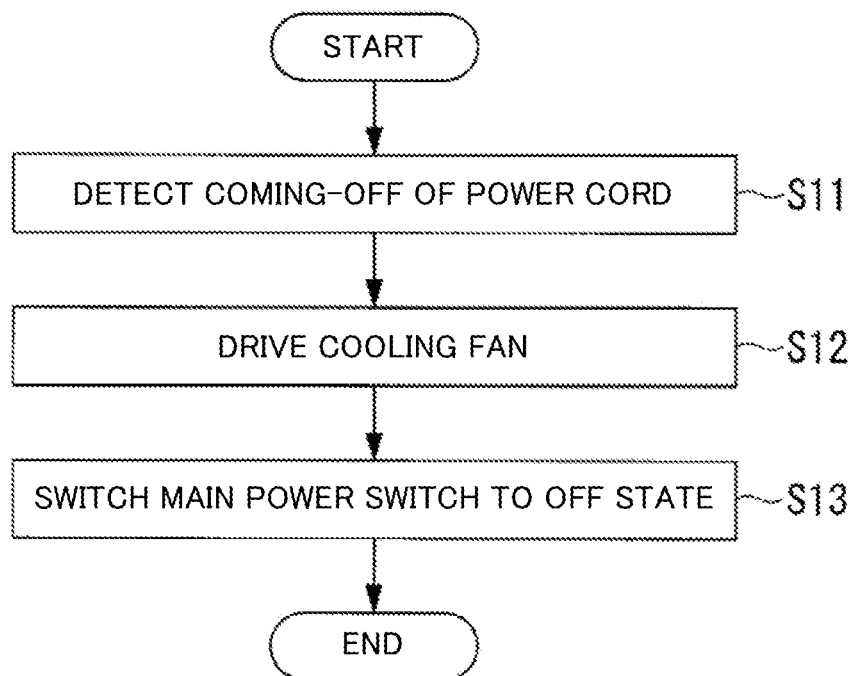 START
DETECT COMING-OFF OF POWER CORD
S11
DRIVE COOLING FAN
S12
SWITCH MAIN POWER SWITCH TO OFF STATE
S13
END